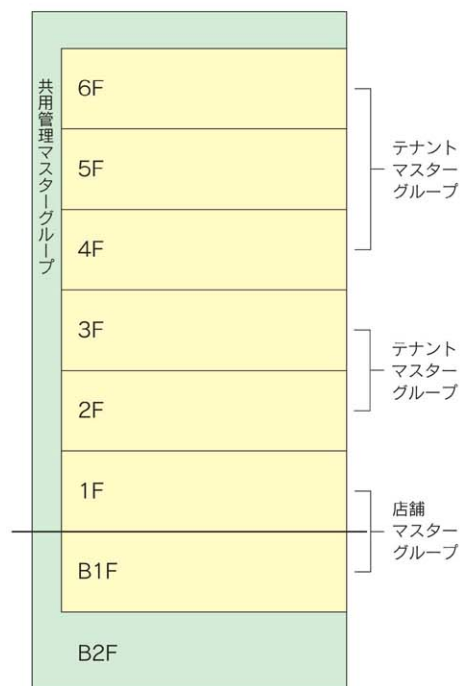 共用管理マスターグループ
6F
5F
4F
テナント
マスター
グループ
3F
2F
テナント
マスター
グループ
1F
B1F
店舗
マスター
グループ
B2F